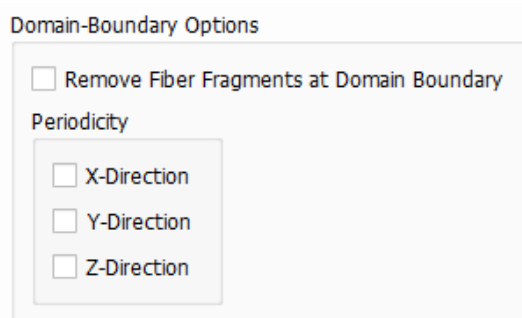 Domain-Boundary Options
Remove Fiber Fragments at Domain Boundary
Periodicity
X-Direction
Y-Direction
Z-Direction